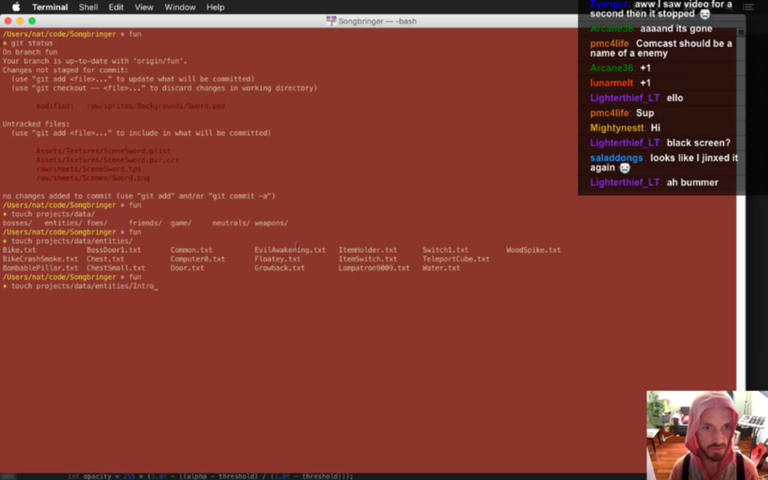 Terminal Shell Edit View Window Help
Songbringer — -bash
/Users/nat/code/Songbringer * fun
* git status
On branch fun
Your branch is up-to-date with 'origin/fun'.
Changes not staged for commit:
(use "git add <file>..." to update what will be committed)
(use "git checkout -- <file>..." to discard changes in working directory)
modified: raw/sprites/Backgrounds/Sword.psd
Untracked files:
(use "git add <file>..." to include in what will be committed)
Assets/Textures/SceneSword.plist
Assets/Textures/SceneSword.pvr.ccz
raw/sheets/SceneSword.tps
raw/sheets/Scenes/Sword.png
no changes added to commit (use "git add" and/or "git commit -a")
/Users/nat/code/Songbringer * fun
* touch projects/data/
bosses/ entities/ foes/ friends/ game/ neutrals/ weapons/
/Users/nat/code/Songbringer * fun
* touch projects/data/entities/
Bike.txt BossDoor1.txt Common.txt EvilAwakening.txt ItemHolder.txt Switch1.txt WoodSpike.txt
BikeCrashSmoke.txt Chest.txt Computer0.txt Floatey.txt ItemSwitch.txt TeleportCube.txt
BombablePillar.txt ChestSmall.txt Door.txt Growback.txt Lampatron9009.txt Water.txt
/Users/nat/code/Songbringer * fun
* touch projects/data/entities/Intro_
int opacity = 255 * (1.0f - ((alpha - threshold) / (1.0f - threshold)));
aww I saw video for a
second then it stopped
Arcane36: aaaand its gone
pmc4life: Comcast should be a
name of a enemy
Arcane36: +1
lunarmelt: +1
Lighterthief_LT: ello
pmc4life: Sup
Mightynestt: Hi
Lighterthief_LT: black screen?
saladdongs: looks like I jinxed it
again
Lighterthief_LT: ah bummer